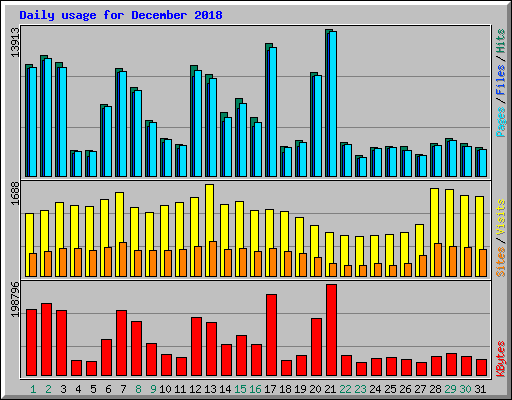 Daily usage for December 2018
13913
Pages / Files / Hits
1688
Sites / Visits
198796
KBytes
1 2 3 4 5 6 7 8 9 10 11 12 13 14 15 16 17 18 19 20 21 22 23 24 25 26 27 28 29 30 31